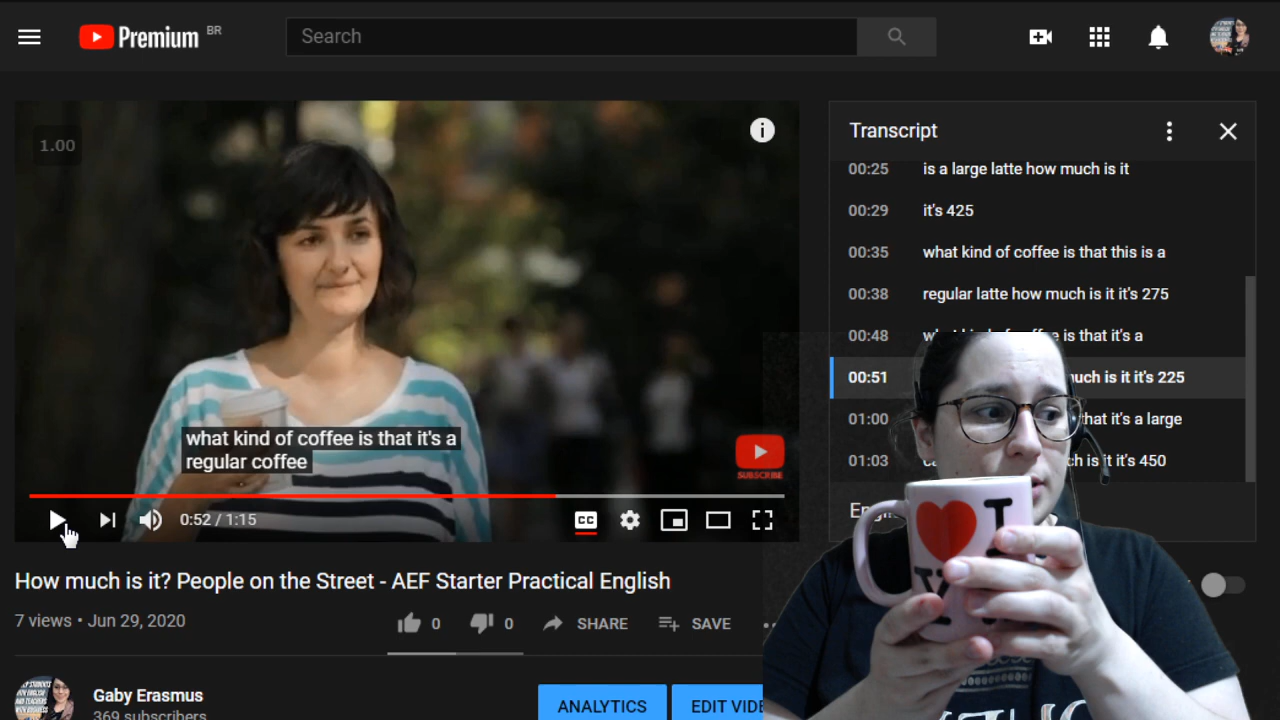 Premium BR
Search
1.00
what kind of coffee is that it's a
regular coffee
SUBSCRIBE
0:52 / 1:15
CC
How much is it? People on the Street - AEF Starter Practical English
7 views • Jun 29, 2020
0
0
SHARE
SAVE
Gaby Erasmus
369 subscribers
ANALYTICS
EDIT
Transcript
00:25 is a large latte how much is it
00:29 it's 425
00:35 what kind of coffee is that this is a
00:38 regular latte how much is it it's 275
00:48 is that it's a
00:51 is it it's 225
01:00 that it's a large
01:03 is it it's 450
I